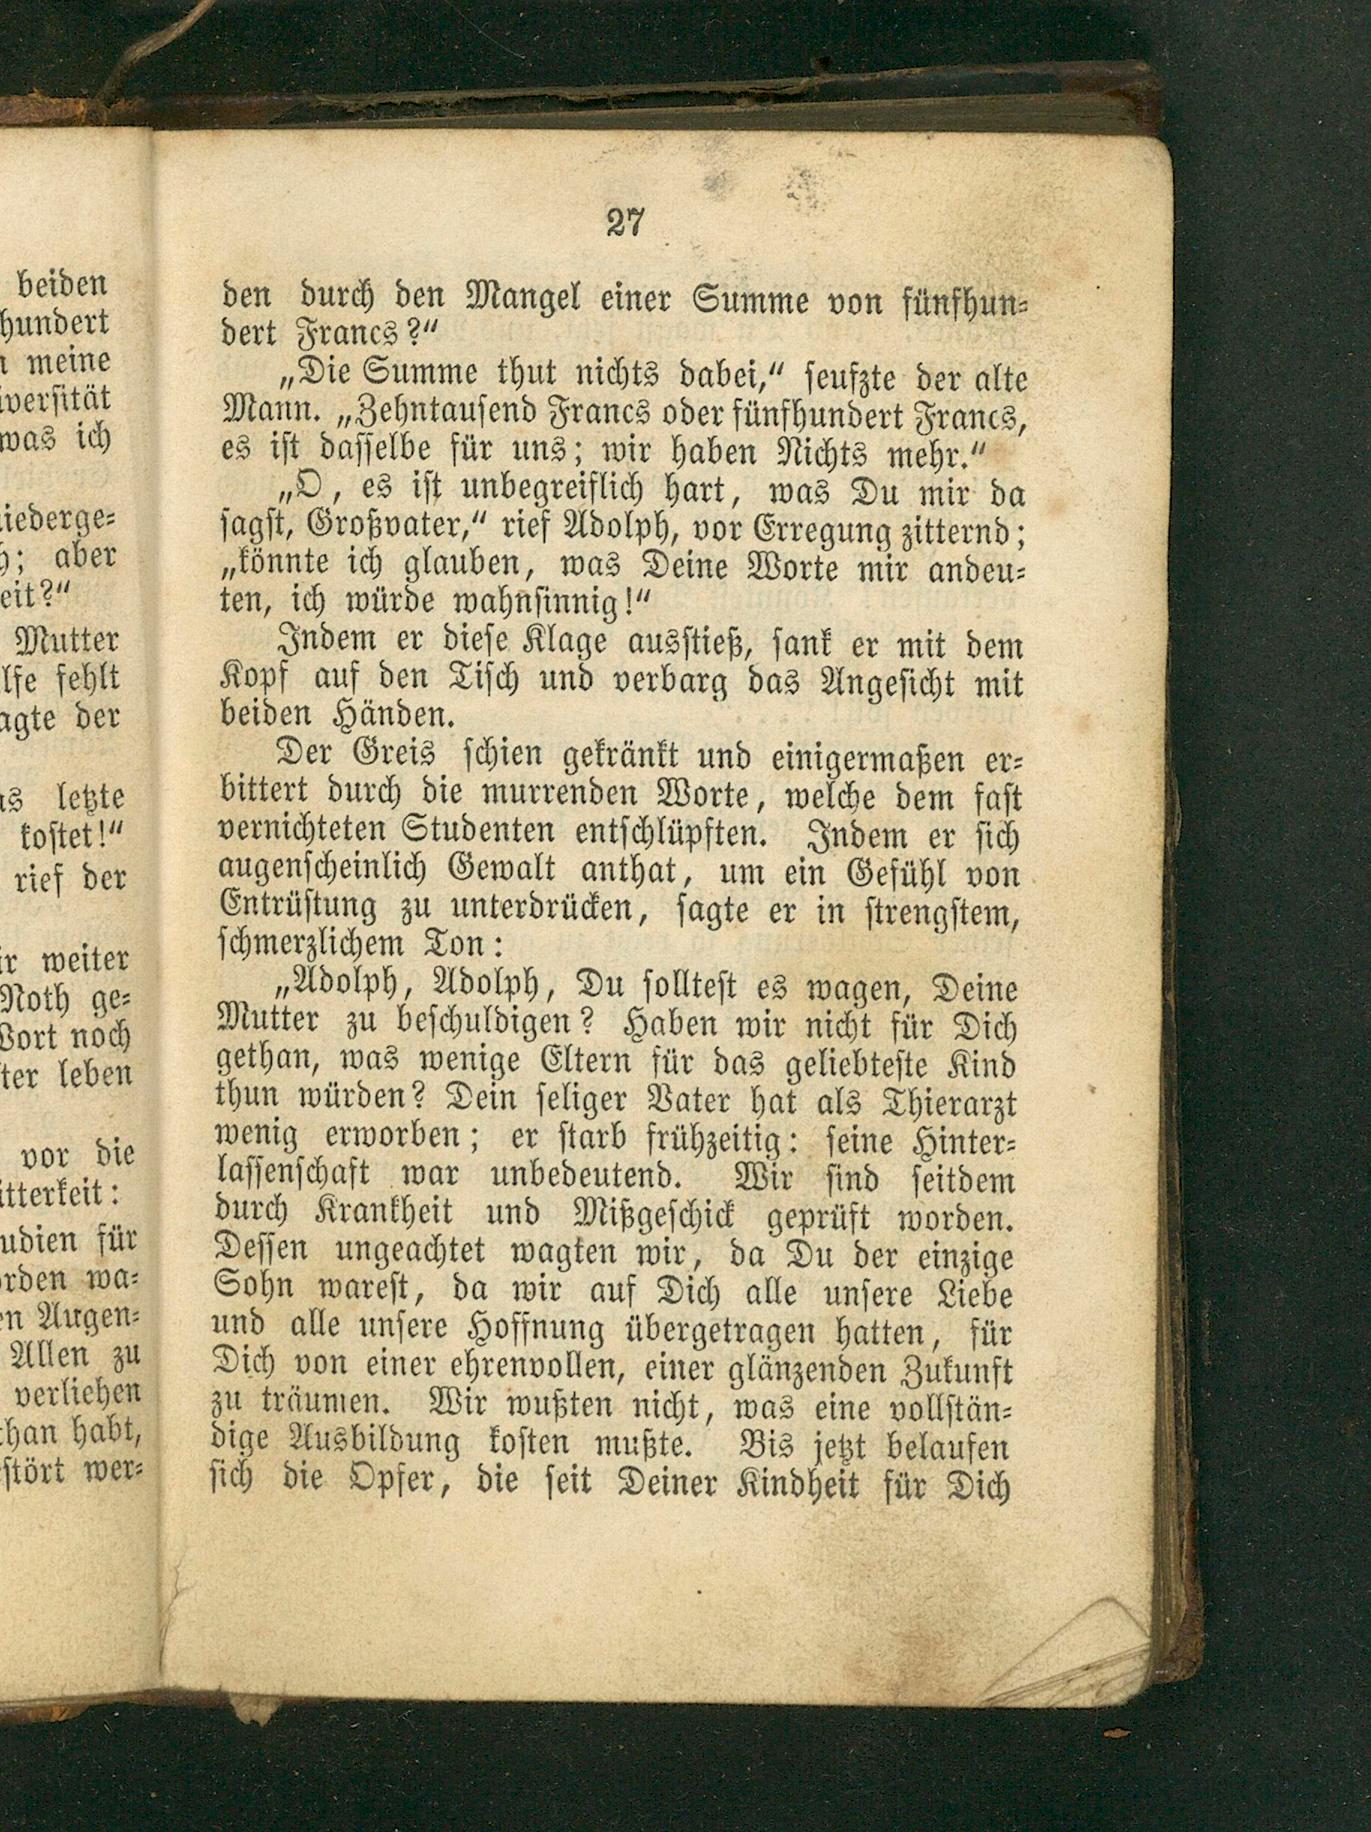 27
den durch den Mangel einer Summe von fünfhun-
dert Francs?“
„Die Summe thut nichts dabei,“ seufzte der alte
Mann. „Zehntausend Francs oder fünfhundert Francs,
es ist dasselbe für uns; wir haben Nichts mehr.“
„O, es ist unbegreiflich hart, was Du mir da
sagst, Großvater,“ rief Adolph, vor Erregung zitternd;
„könnte ich glauben, was Deine Worte mir andeu-
ten, ich würde wahnsinnig!“
Indem er diese Klage ausstieß, sank er mit dem
Kopf auf den Tisch und verbarg das Angesicht mit
beiden Händen.
Der Greis schien gekränkt und einigermaßen er-
bittert durch die murrenden Worte, welche dem fast
vernichteten Studenten entschlüpften. Indem er sich
augenscheinlich Gewalt anthat, um ein Gefühl von
Entrüstung zu unterdrücken, sagte er in strengstem,
schmerzlichem Ton:
„Adolph, Adolph, Du solltest es wagen, Deine
Mutter zu beschuldigen? Haben wir nicht für Dich
gethan, was wenige Eltern für das geliebteste Kind
thun würden? Dein seliger Vater hat als Thierarzt
wenig erworben; er starb frühzeitig: seine Hinter-
lassenschaft war unbedeutend. Wir sind seitdem
durch Krankheit und Mißgeschick geprüft worden.
Dessen ungeachtet wagten wir, da Du der einzige
Sohn warest, da wir auf Dich alle unsere Liebe
und alle unsere Hoffnung übergetragen hatten, für
Dich von einer ehrenvollen, einer glänzenden Zukunft
zu träumen. Wir wußten nicht, was eine vollstän-
dige Ausbildung kosten mußte. Bis jetzt belaufen
sich die Opfer, die seit Deiner Kindheit für Dich